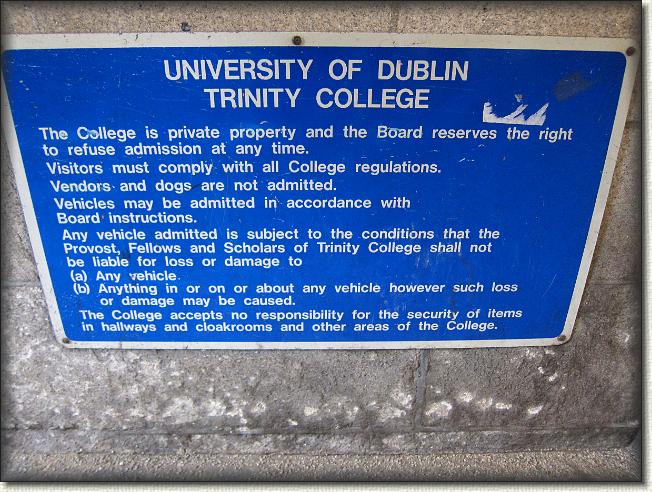 UNIVERSITY OF DUBLIN
TRINITY COLLEGE
The College is private property and the Board reserves the right
to refuse admission at any time.
Visitors must comply with all College regulations.
Vendors and dogs are not admitted.
Vehicles may be admitted in accordance with
Board instructions.
Any vehicle admitted is subject to the conditions that the
Provost, Fellows and Scholars of Trinity College shall not
be liable for loss or damage to
(a) Any vehicle.
(b) Anything in or on or about any vehicle however such loss
or damage may be caused.
The College accepts no responsibility for the security of items
in hallways and cloakrooms and other areas of the College.